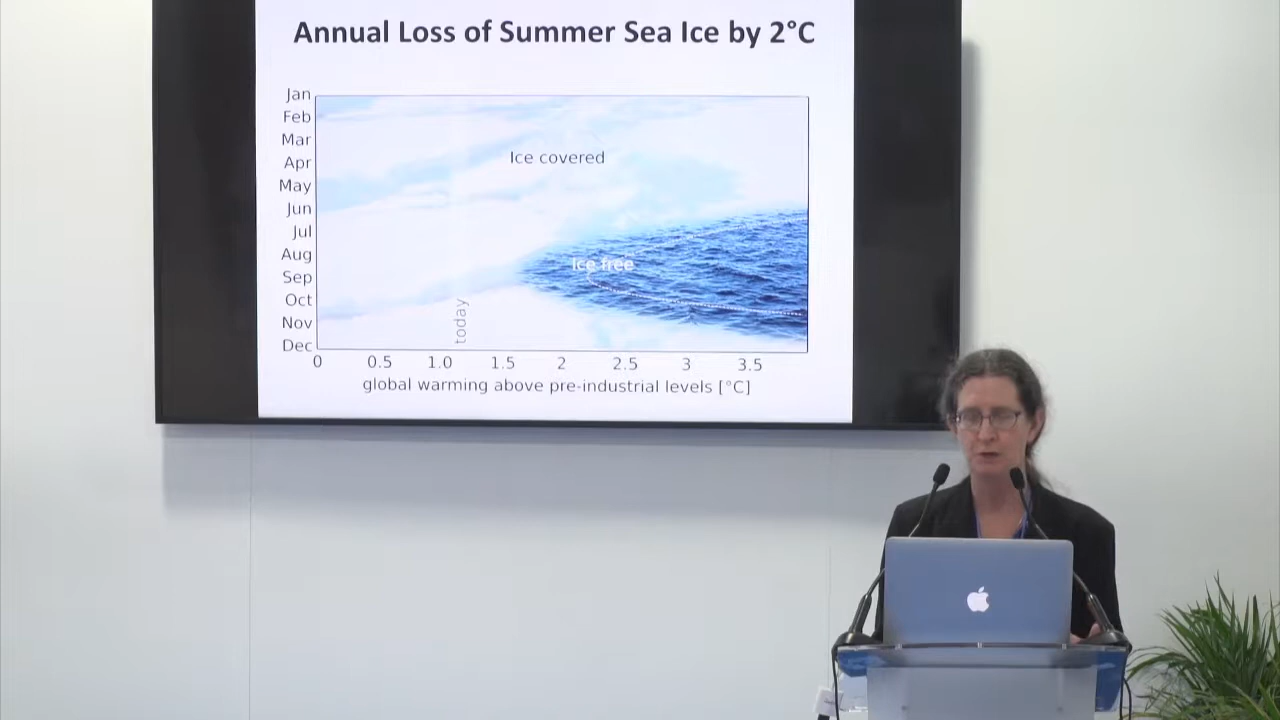 Annual Loss of Summer Sea Ice by 2°C
Jan
Feb
Mar
Apr
May
Jun
Jul
Aug
Sep
Oct
Nov
Dec
Ice covered
Ice free
today
0 0.5 1.0 1.5 2 2.5 3 3.5
global warming above pre-industrial levels [°C]